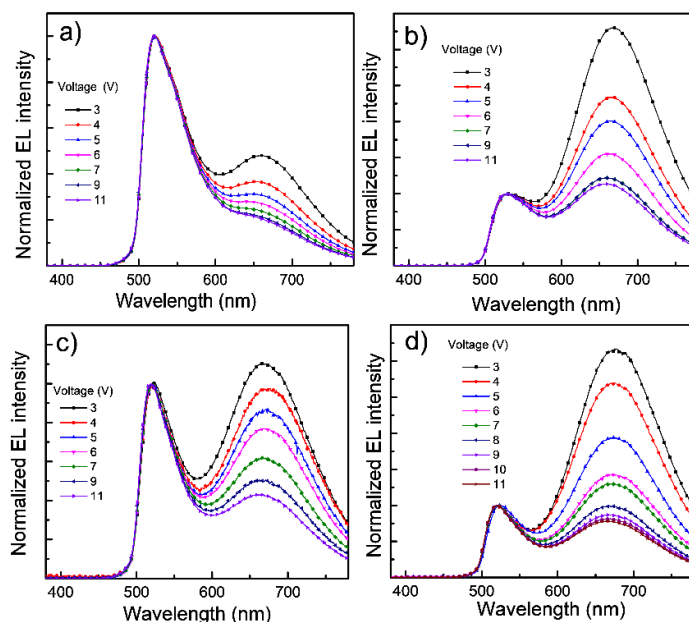 a)
Voltage (V)
3
4
5
6
7
9
11
Normalized EL intensity
400 500 600 700
Wavelength (nm)
b)
Voltage (V)
3
4
5
6
7
9
11
Normalized EL intensity
400 500 600 700
Wavelength (nm)
c)
Voltage (V)
3
4
5
6
7
9
11
Normalized EL intensity
400 500 600 700
Wavelength (nm)
d)
Voltage (V)
3
4
5
6
7
8
9
10
11
Normalized EL intensity
400 500 600 700
Wavelength (nm)